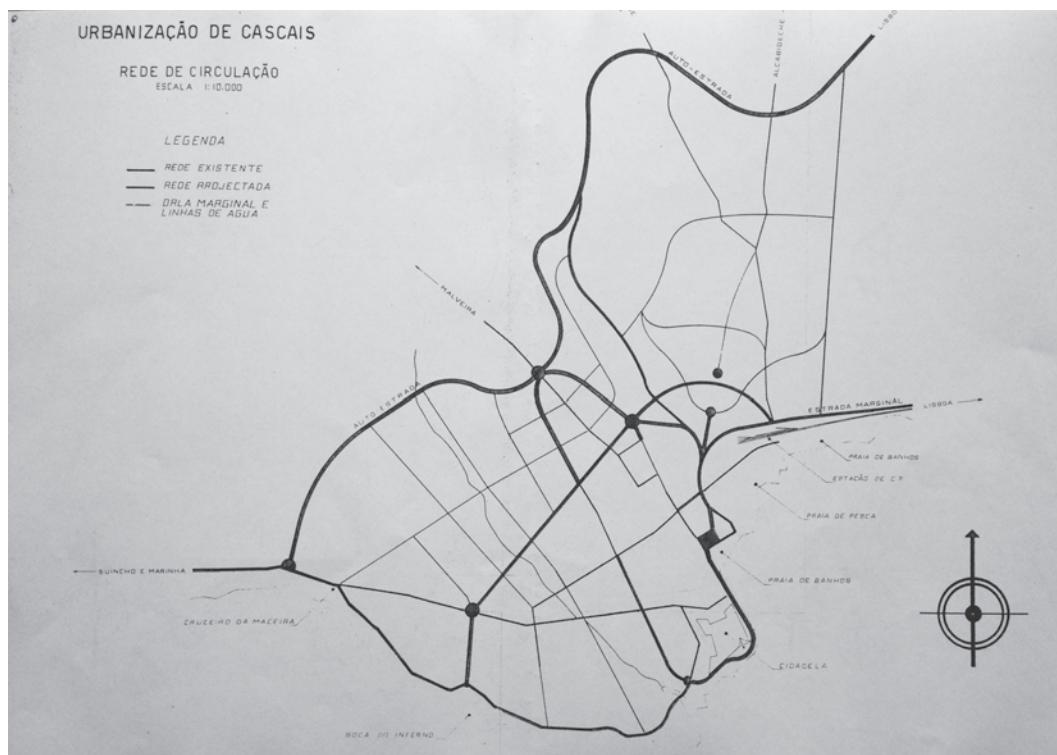 URBANIZAÇÃO DE CASCAIS
REDE DE CIRCULAÇÃO
ESCALA 1:10.000
LEGENDA
REDE EXISTENTE
REDE PROJECTADA
ORLA MARGINAL E
LINHAS DE AGUA
AUTO-ESTRADA
ALCABIDECHE
LISBO
MALVEIRA
AUTO-ESTRADA
ESTRADA MARGINAL
LISBOA
PRAIA DE BANHOS
ESTAÇÃO DE C.F.
PRAIA DE PESCA
PRAIA DE BANHOS
GUINCHO E MARINHA
CRUZEIRO DA MACEIRA
CIDADELA
BOCA DO INFERNO